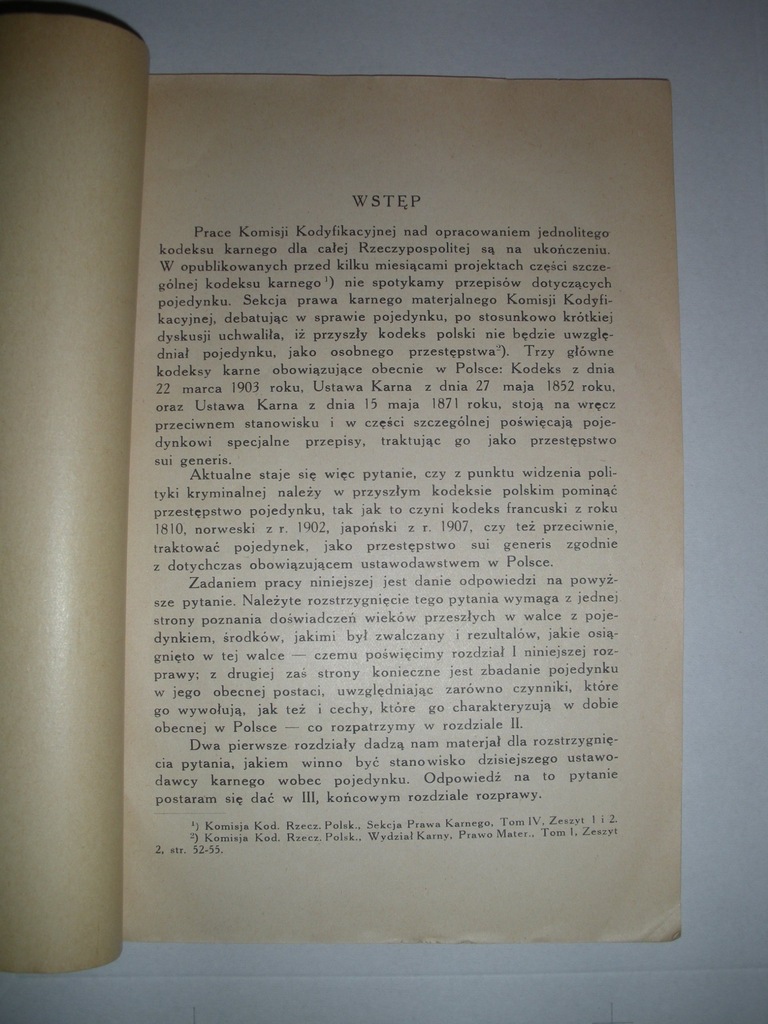 WSTĘP
Prace Komisji Kodyfikacyjnej nad opracowaniem jednolitego
kodeksu karnego dla całej Rzeczypospolitej są na ukończeniu.
W opublikowanych przed kilku miesiącami projektach części szcze-
gólnej kodeksu karnego ¹) nie spotykamy przepisów dotyczących
pojedynku. Sekcja prawa karnego materjalnego Komisji Kodyfi-
kacyjnej, debatując w sprawie pojedynku, po stosunkowo krótkiej
dyskusji uchwaliła, iż przyszły kodeks polski nie będzie uwzglę-
dniał pojedynku, jako osobnego przestępstwa²). Trzy główne
kodeksy karne obowiązujące obecnie w Polsce: Kodeks z dnia
22 marca 1903 roku, Ustawa Karna z dnia 27 maja 1852 roku,
oraz Ustawa Karna z dnia 15 maja 1871 roku, stoją na wręcz
przeciwnem stanowisku i w części szczególnej poświęcają poje-
dynkowi specjalne przepisy, traktując go jako przestępstwo
sui generis.
Aktualne staje się więc pytanie, czy z punktu widzenia poli-
tyki kryminalnej należy w przyszłym kodeksie polskim pominąć
przestępstwo pojedynku, tak jak to czyni kodeks francuski z roku
1810, norweski z r. 1902, japoński z r. 1907, czy też przeciwnie,
traktować pojedynek, jako przestępstwo sui generis zgodnie
z dotychczas obowiązującem ustawodawstwem w Polsce.
Zadaniem pracy niniejszej jest danie odpowiedzi na powyż-
sze pytanie. Należyte rozstrzygnięcie tego pytania wymaga z jednej
strony poznania doświadczeń wieków przeszłych w walce z poje-
dynkiem, środków, jakimi był zwalczany i rezultałów, jakie osią-
gnięto w tej walce — czemu poświęcimy rozdział I niniejszej roz-
prawy; z drugiej zaś strony konieczne jest zbadanie pojedynku
w jego obecnej postaci, uwzględniając zarówno czynniki, które
go wywołują, jak też i cechy, które go charakteryzują w dobie
obecnej w Polsce — co rozpatrzymy w rozdziale II.
Dwa pierwsze rozdziały dadzą nam materjał dla rozstrzygnię-
cia pytania, jakiem winno być stanowisko dzisiejszego ustawo-
dawcy karnego wobec pojedynku. Odpowiedź na to pytanie
postaram się dać w III, końcowym rozdziale rozprawy.
¹) Komisja Kod. Rzecz. Polsk., Sekcja Prawa Karnego, Tom IV, Zeszyt 1 i 2.
²) Komisja Kod. Rzecz. Polsk., Wydział Karny, Prawo Mater., Tom I, Zeszyt
2, str. 52-55.